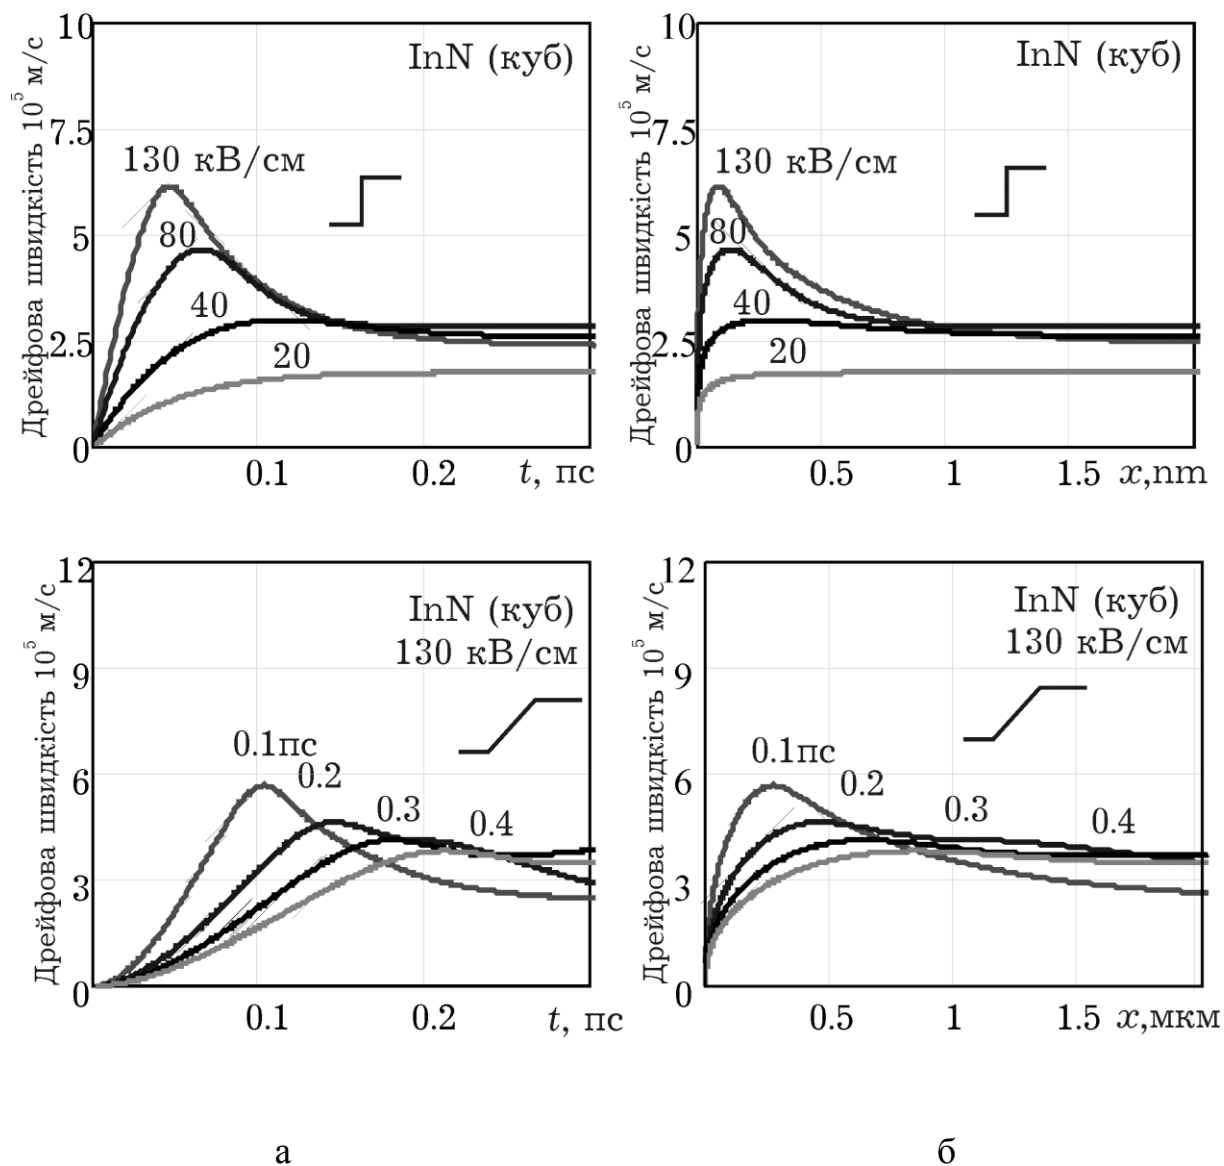 Дрейфова швидкість 10⁵ м/с
10
7.5
5
2.5
0
InN (куб)
130 кВ/см
80
40
20
0.1
0.2
t, пс
Дрейфова швидкість 10⁵ м/с
10
7.5
5
2.5
0
InN (куб)
130 кВ/см
80
40
20
0.5
1
1.5
x,nm
Дрейфова швидкість 10⁵ м/с
12
9
6
3
0
InN (куб)
130 кВ/см
0.1пс
0.2
0.3
0.4
0.1
0.2
t, пс
Дрейфова швидкість 10⁵ м/с
12
9
6
3
0
InN (куб)
130 кВ/см
0.1пс
0.2
0.3
0.4
0.5
1
1.5
x,мкм
а
б